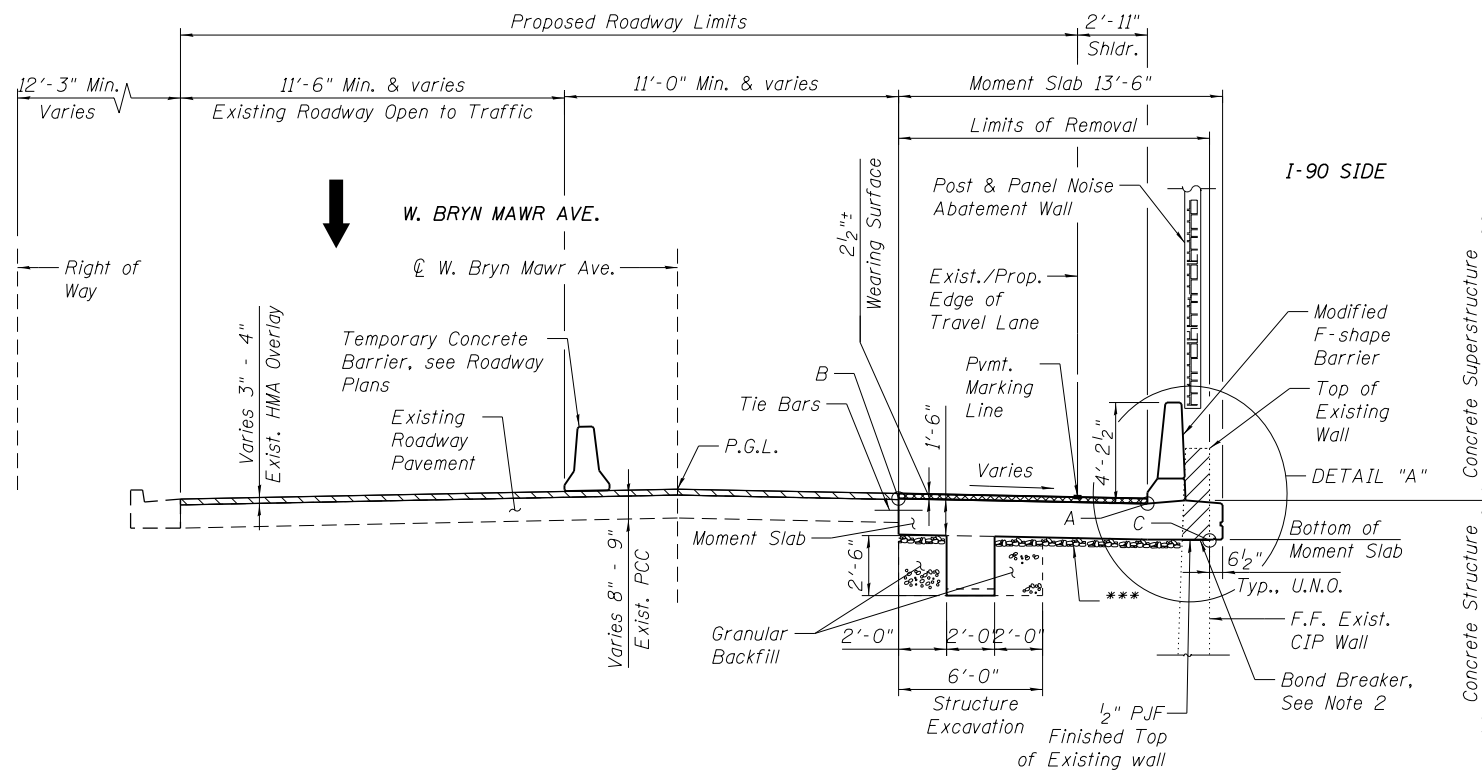 Proposed Roadway Limits
2'-11"
Shldr.
12'-3" Min.
Varies
11'-6" Min. & varies
Existing Roadway Open to Traffic
11'-0" Min. & varies
Moment Slab 13'-6"
Limits of Removal
I-90 SIDE
Post & Panel Noise
Abatement Wall
W. BRYN MAWR AVE.
2½"±
Wearing Surface
Right of
Way
℄ W. Bryn Mawr Ave.
Exist./Prop.
Edge of
Travel Lane
Modified
F-shape
Barrier
Varies 3" - 4"
Exist. HMA Overlay
Temporary Concrete
Barrier, see Roadway
Plans
B
Tie Bars
Pvmt.
Marking
Line
Top of
Existing
Wall
Existing
Roadway
Pavement
P.G.L.
1'-6"
Varies
4'-2½"
DETAIL "A"
Concrete Superstructure
Moment Slab
A
C
Bottom of
Moment Slab
6½"
Typ., U.N.O.
Varies 8" - 9"
Exist. PCC
2'-6"
***
Granular
Backfill
2'-0"
2'-0"
2'-0"
F.F. Exist.
CIP Wall
6'-0"
Structure
Excavation
Bond Breaker,
See Note 2
½" PJF
Finished Top
of Existing wall
Concrete Structure